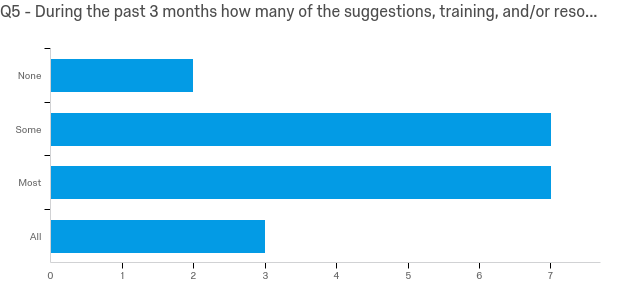 Q5 - During the past 3 months how many of the suggestions, training, and/or reso...
None
Some
Most
All
0 1 2 3 4 5 6 7